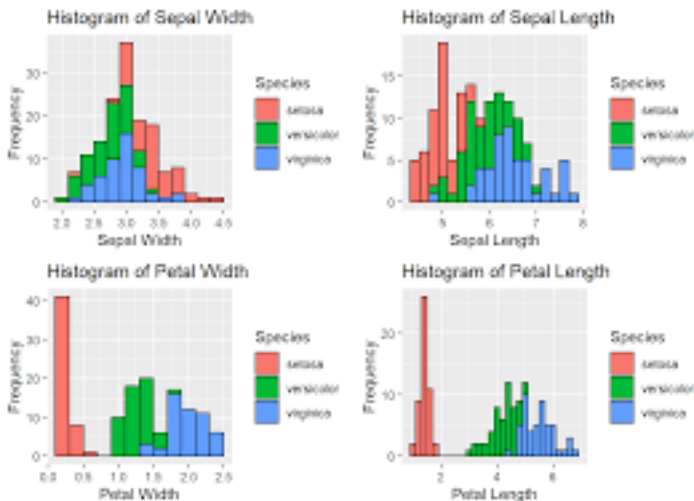 Histogram of Sepal Width
Frequency
30
20
10
0
2.0 2.5 3.0 3.5 4.0 4.5
Sepal Width
Species
setosa
versicolor
virginica
Histogram of Sepal Length
Frequency
15
10
5
0
5 6 7 8
Sepal Length
Species
setosa
versicolor
virginica
Histogram of Petal Width
Frequency
40
30
20
10
0
0.0 0.5 1.0 1.5 2.0 2.5
Petal Width
Species
setosa
versicolor
virginica
Histogram of Petal Length
Frequency
20
10
0
2 4 6
Petal Length
Species
setosa
versicolor
virginica